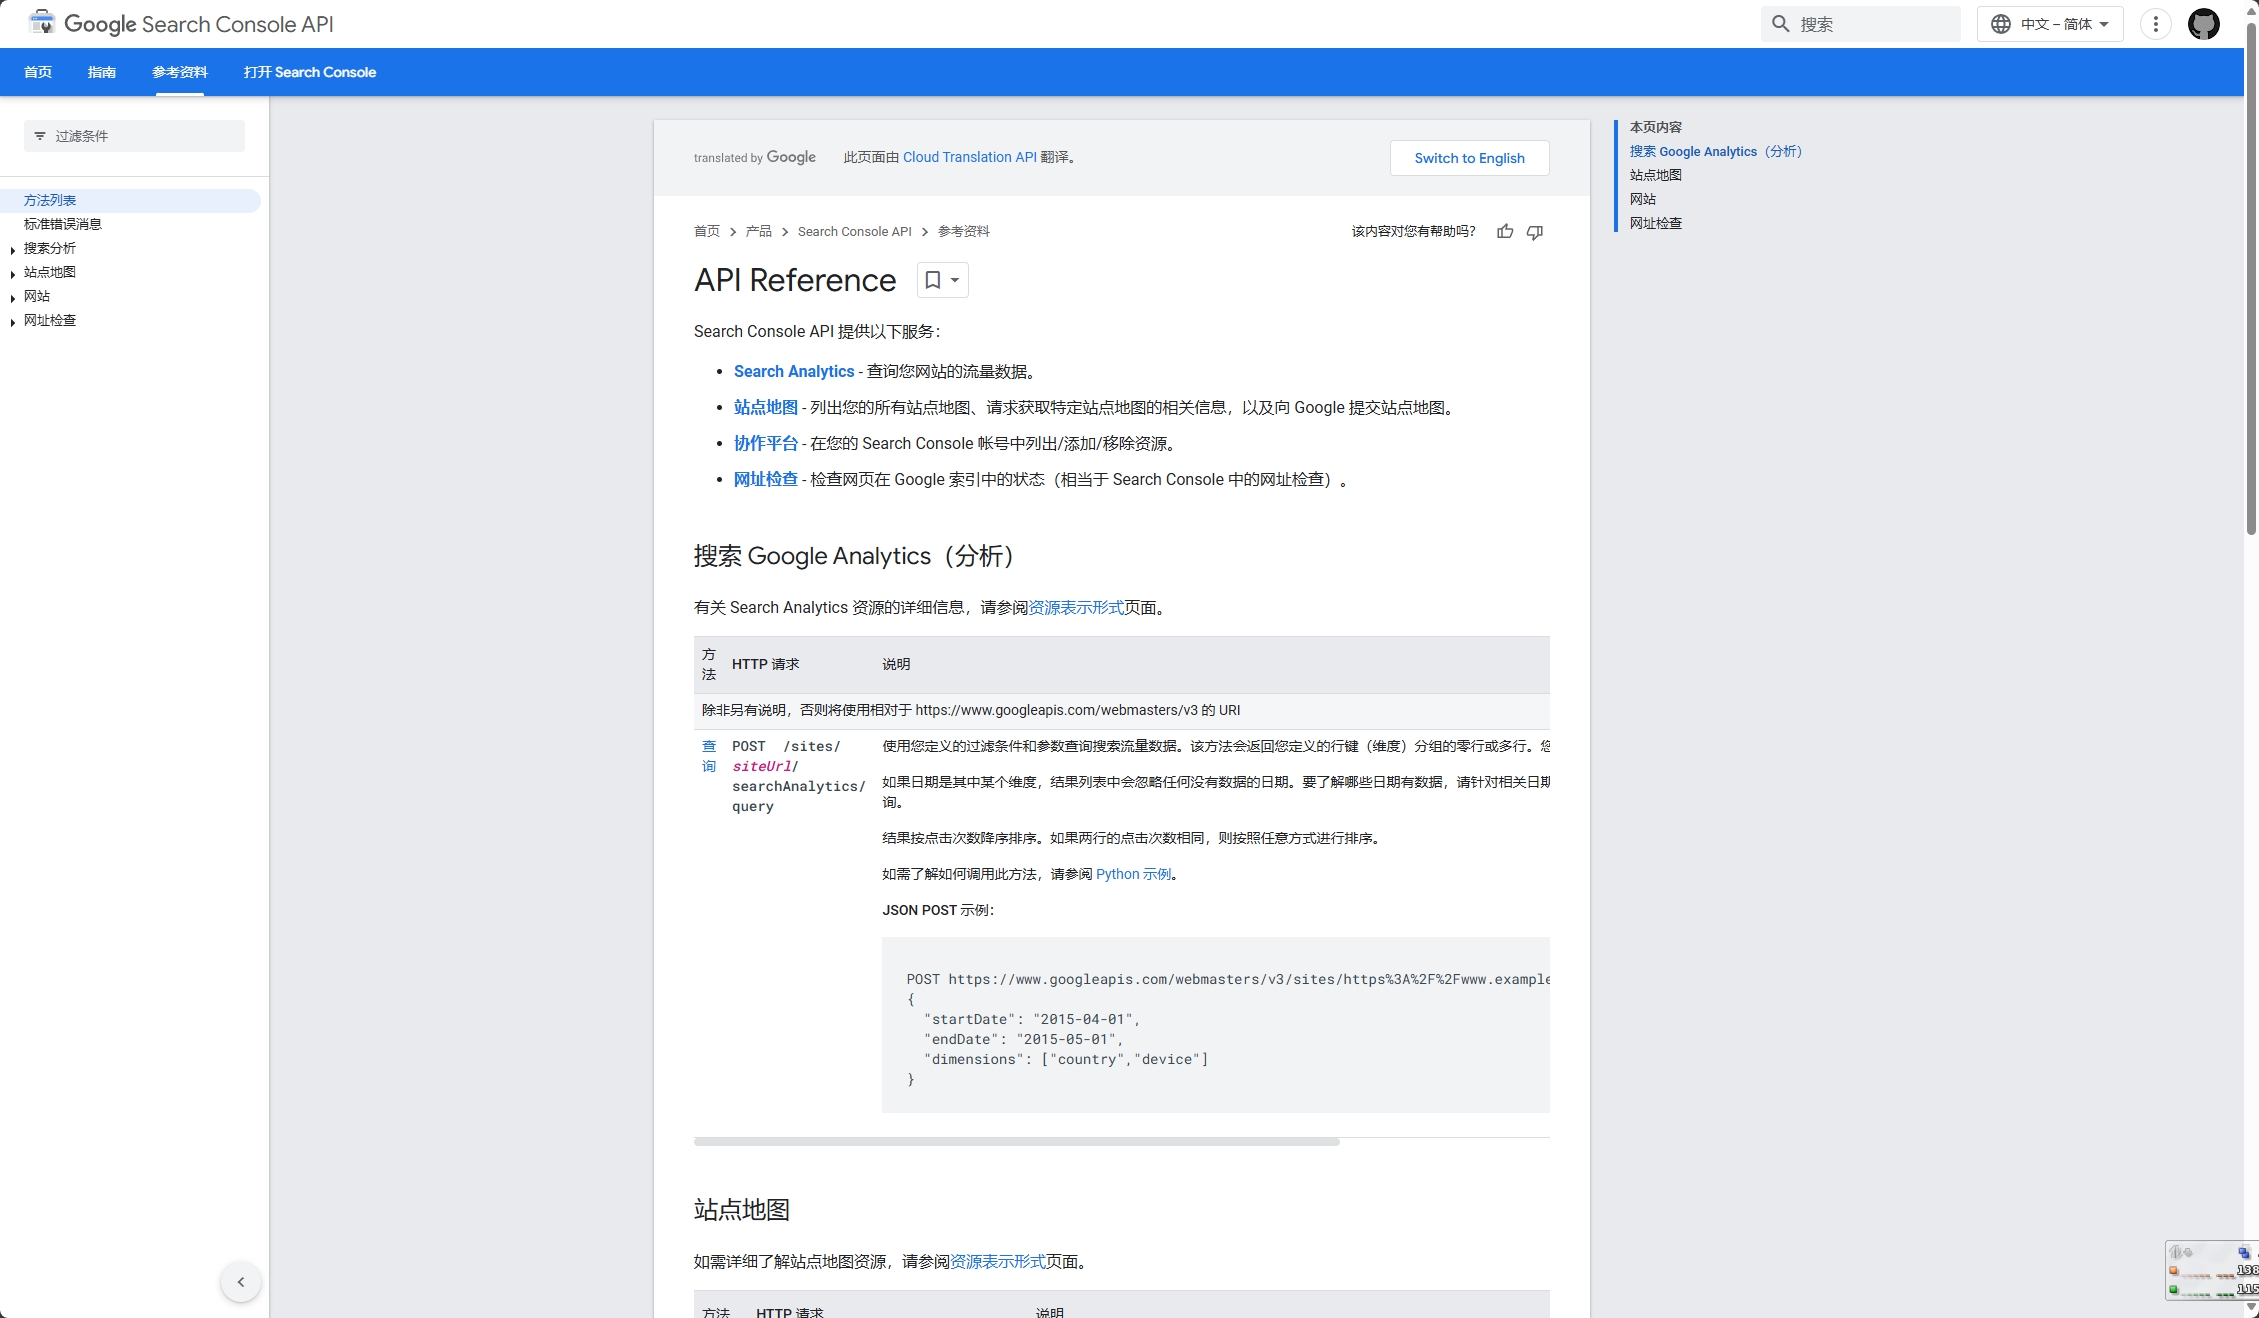 Google Search Console API
搜索
中文 – 简体
首页
指南
参考资料
打开 Search Console
过滤条件
方法列表
标准错误消息
搜索分析
站点地图
网站
网址检查
translated by Google
此页面由 Cloud Translation API 翻译。
Switch to English
首页
产品
Search Console API
参考资料
该内容对您有帮助吗?
API Reference
Search Console API 提供以下服务：
Search Analytics - 查询您网站的流量数据。
站点地图 - 列出您的所有站点地图、请求获取特定站点地图的相关信息，以及向 Google 提交站点地图。
协作平台 - 在您的 Search Console 帐号中列出/添加/移除资源。
网址检查 - 检查网页在 Google 索引中的状态（相当于 Search Console 中的网址检查）。
搜索 Google Analytics（分析）
有关 Search Analytics 资源的详细信息，请参阅资源表示形式页面。
方法
HTTP 请求
说明
除非另有说明，否则将使用相对于 https://www.googleapis.com/webmasters/v3 的 URI
查询
POST /sites/
siteUrl/
searchAnalytics/
query
使用您定义的过滤条件和参数查询搜索流量数据。该方法会返回您定义的行键（维度）分组的零行或多行。您
如果日期是其中某个维度，结果列表中会忽略任何没有数据的日期。要了解哪些日期有数据，请针对相关日期
询。
结果按点击次数降序排序。如果两行的点击次数相同，则按照任意方式进行排序。
如需了解如何调用此方法，请参阅 Python 示例。
JSON POST 示例：
POST https://www.googleapis.com/webmasters/v3/sites/https%3A%2F%2Fwww.example
{
"startDate": "2015-04-01",
"endDate": "2015-05-01",
"dimensions": ["country","device"]
}
站点地图
如需详细了解站点地图资源，请参阅资源表示形式页面。
方法
HTTP 请求
说明
本页内容
搜索 Google Analytics（分析）
站点地图
网站
网址检查